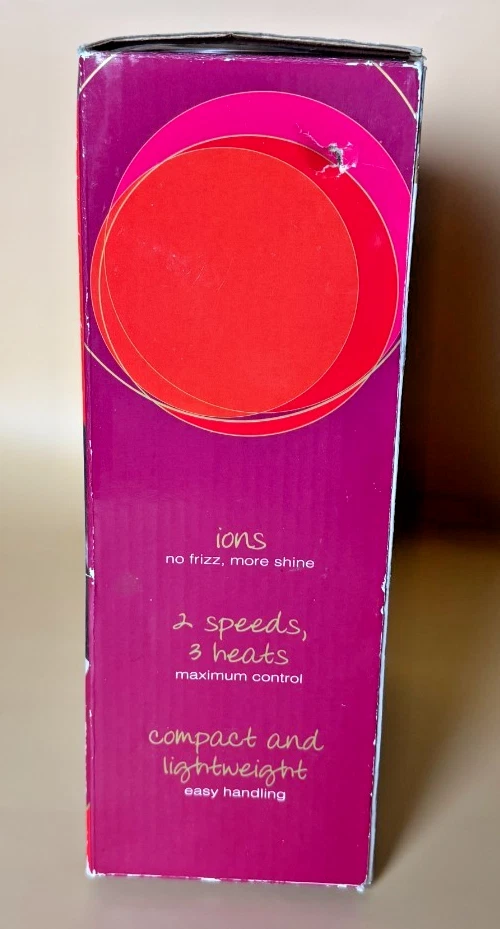 ions
no frizz, more shine
2 speeds,
3 heats
maximum control
compact and
lightweight
easy handling